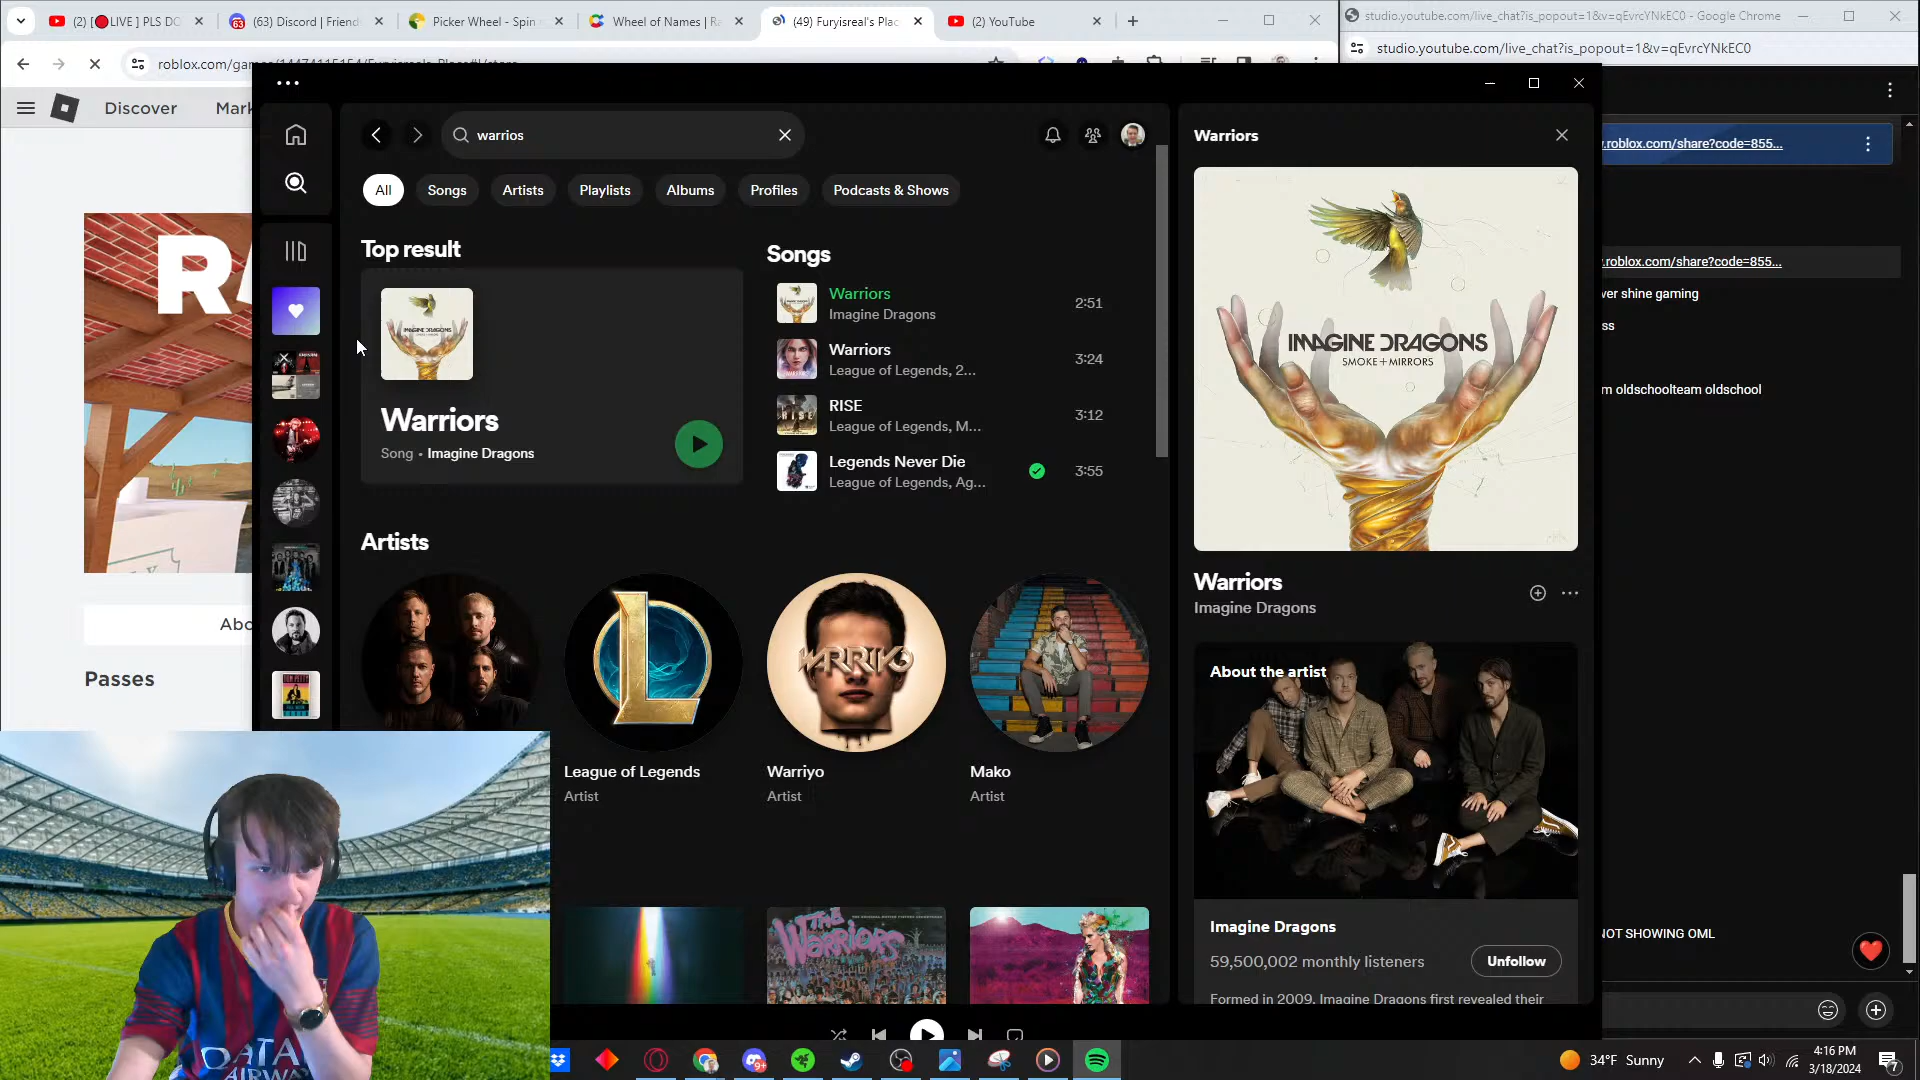 (2) [🔴LIVE ] PLS DO
(63) Discord | Friend
Picker Wheel - Spin
Wheel of Names | Ra
(49) Furyisreal's Plac
(2) YouTube
studio.youtube.com/live_chat?is_popout=1&v=qEvrcYNkEC0 - Google Chrome
studio.youtube.com/live_chat?is_popout=1&v=qEvrcYNkEC0
Discover
Mark
warrios
Warriors
.roblox.com/share?code=855...
All
Songs
Artists
Playlists
Albums
Profiles
Podcasts & Shows
Top result
Songs
Warriors
Imagine Dragons
2:51
Warriors
League of Legends, 2...
3:24
RISE
League of Legends, M...
3:12
Legends Never Die
League of Legends, Ag...
3:55
Warriors
Song • Imagine Dragons
IMAGINE DRAGONS
SMOKE+MIRRORS
.roblox.com/share?code=855...
ver shine gaming
ss
m oldschoolteam oldschool
Artists
League of Legends
Artist
WARRIYO
Warriyo
Artist
Mako
Artist
Warriors
Imagine Dragons
About the artist
Imagine Dragons
59,500,002 monthly listeners
Unfollow
Formed in 2009, Imagine Dragons first revealed their
Abo
Passes
The Warriors
NOT SHOWING OML
34°F Sunny
4:16 PM
3/18/2024